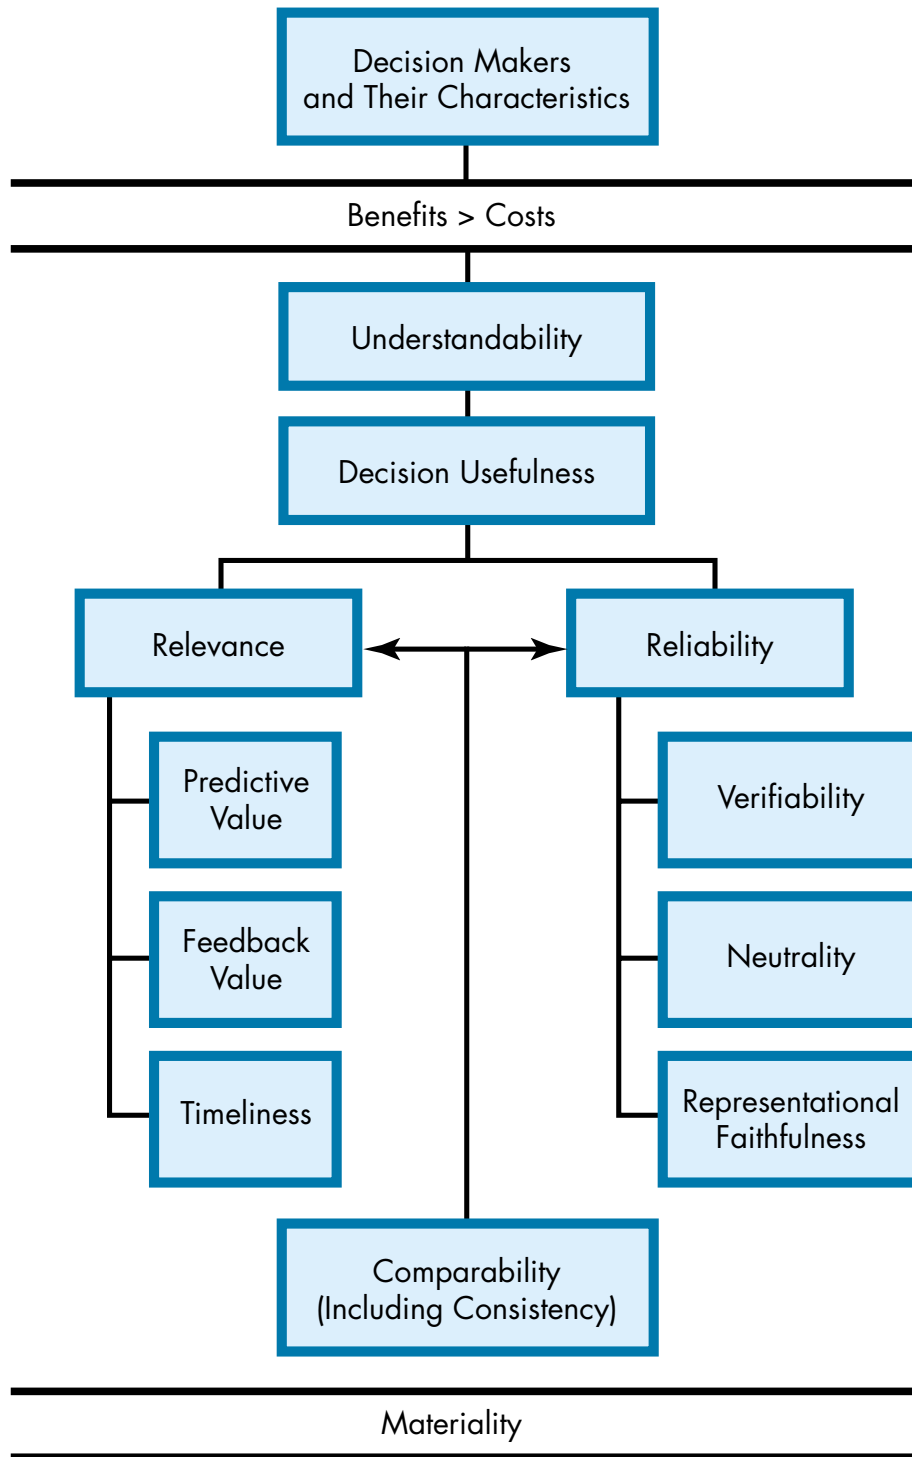 Decision Makers
and Their Characteristics
Benefits > Costs
Understandability
Decision Usefulness
Relevance
Reliability
Predictive
Value
Verifiability
Feedback
Value
Neutrality
Timeliness
Representational
Faithfulness
Comparability
(Including Consistency)
Materiality